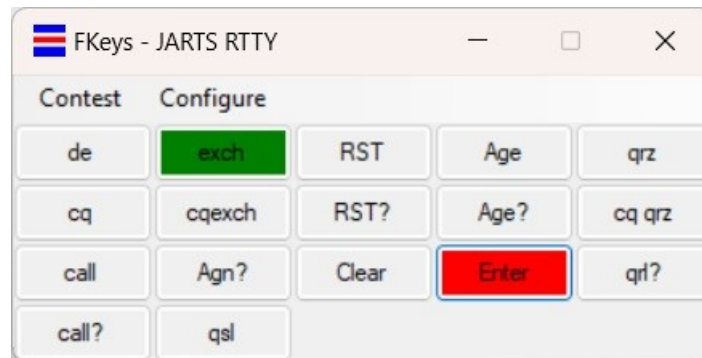 FKeys - JARTS RTTY
Contest Configure
de exch RST Age qrz
cq cqexch RST? Age? cq qrz
call Agn? Clear Enter qrl?
call? qsl